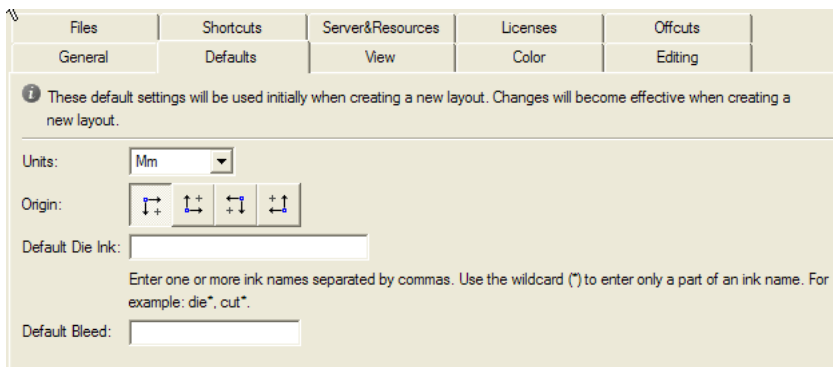 Files Shortcuts Server&Resources Licenses Offcuts
General Defaults View Color Editing
These default settings will be used initially when creating a new layout. Changes will become effective when creating a
new layout.
Units: Mm
Origin:
Default Die Ink:
Enter one or more ink names separated by commas. Use the wildcard (*) to enter only a part of an ink name. For
example: die*, cut*.
Default Bleed: